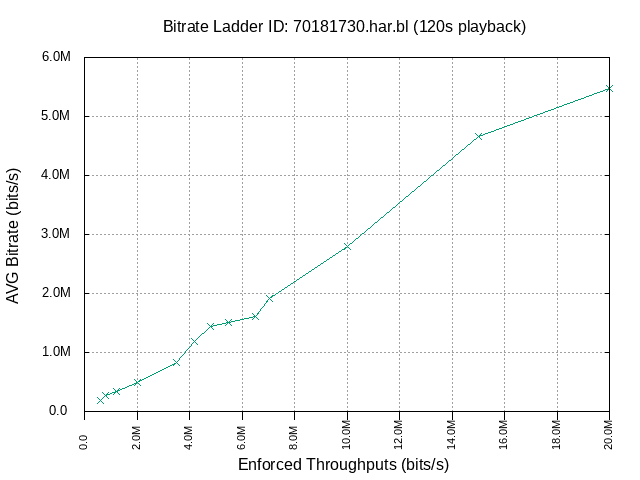 Bitrate Ladder ID: 70181730.har.bl (120s playback)
6.0M
5.0M
4.0M
3.0M
2.0M
1.0M
0.0
AVG Bitrate (bits/s)
0.0 2.0M 4.0M 6.0M 8.0M 10.0M 12.0M 14.0M 16.0M 18.0M 20.0M
Enforced Throughputs (bits/s)